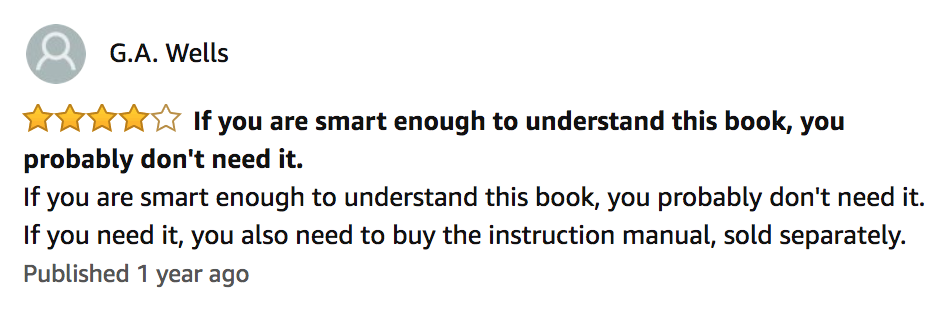 G.A. Wells
If you are smart enough to understand this book, you
probably don't need it.
If you are smart enough to understand this book, you probably don't need it.
If you need it, you also need to buy the instruction manual, sold separately.
Published 1 year ago